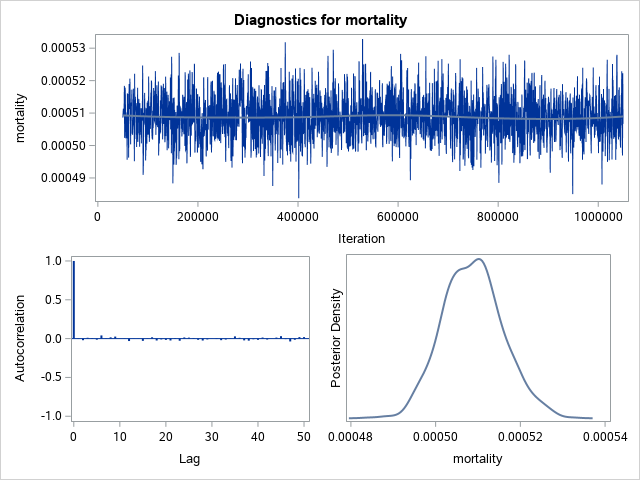 Diagnostics for mortality
mortality
0.00053
0.00052
0.00051
0.00050
0.00049
0 200000 400000 600000 800000 1000000
Iteration
Autocorrelation
1.0
0.5
0.0
-0.5
-1.0
0 10 20 30 40 50
Lag
Posterior Density
0.00048 0.00050 0.00052 0.00054
mortality